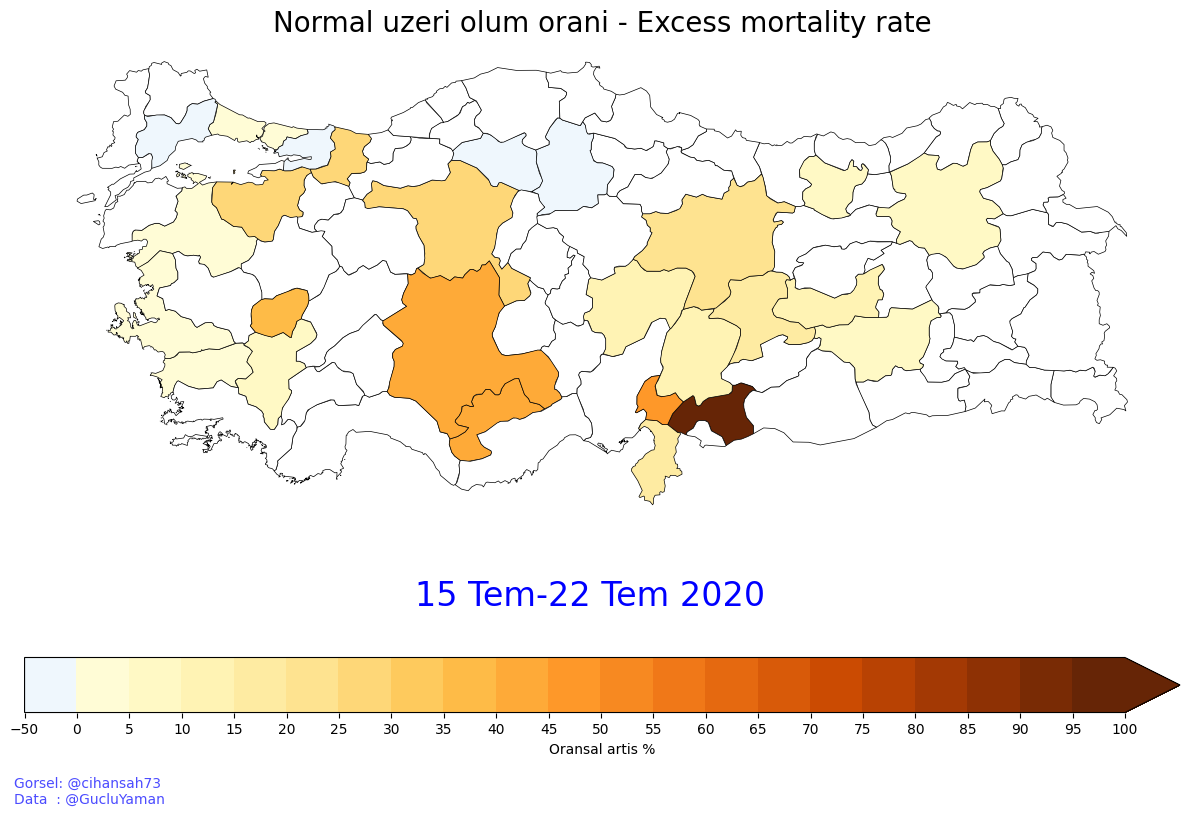 Normal uzeri olum orani - Excess mortality rate
15 Tem-22 Tem 2020
−50 0 5 10 15 20 25 30 35 40 45 50 55 60 65 70 75 80 85 90 95 100
Oransal artis %
Gorsel: @cihansah73
Data : @GucluYaman